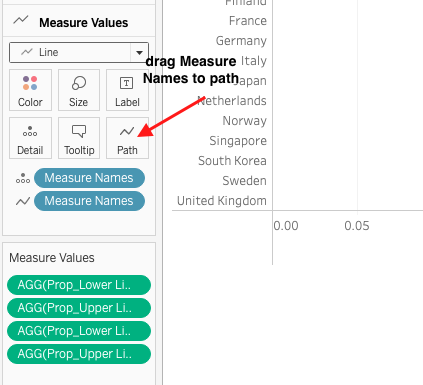 Measure Values
Line
Color
Size
Label
Detail
Tooltip
Path
Measure Names
Measure Names
Measure Values
AGG(Prop_Lower Li..
AGG(Prop_Upper Li..
AGG(Prop_Lower Li..
AGG(Prop_Upper Li..
drag Measure
Names to path
Finland
France
Germany
Italy
Japan
Netherlands
Norway
Singapore
South Korea
Sweden
United Kingdom
0.00
0.05